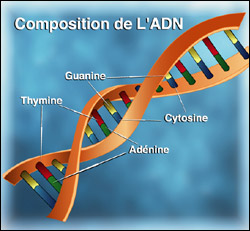 Composition de L'ADN
Guanine
Thymine
Cytosine
Adénine